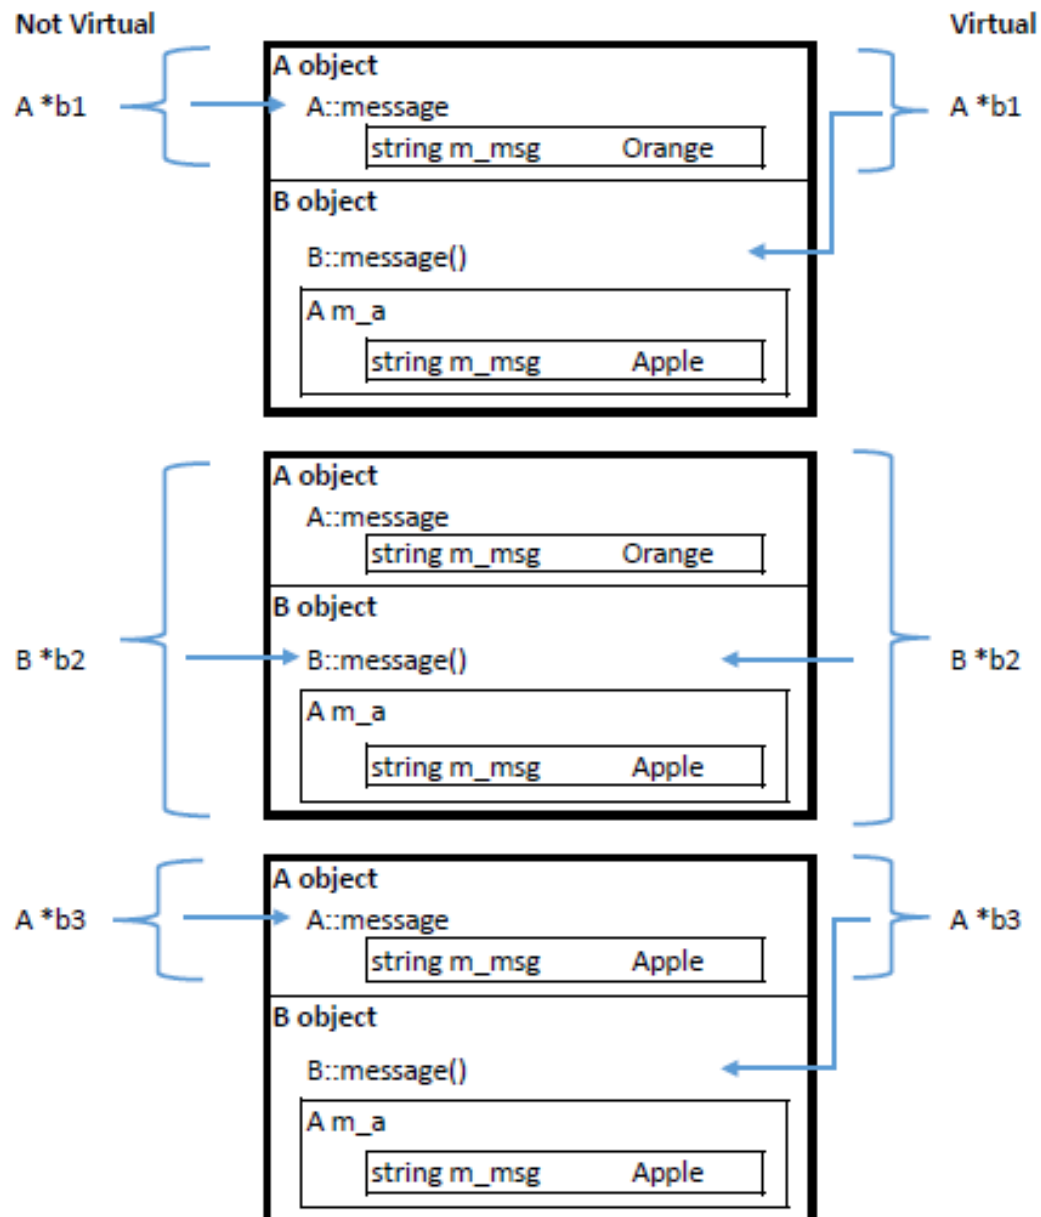 Not Virtual Virtual
A object
A *b1 A::message A *b1
string m_msg Orange
B object
B::message()
A m_a
string m_msg Apple
A object
A::message
string m_msg Orange
B object
B *b2 B::message() B *b2
A m_a
string m_msg Apple
A object
A *b3 A::message A *b3
string m_msg Apple
B object
B::message()
A m_a
string m_msg Apple